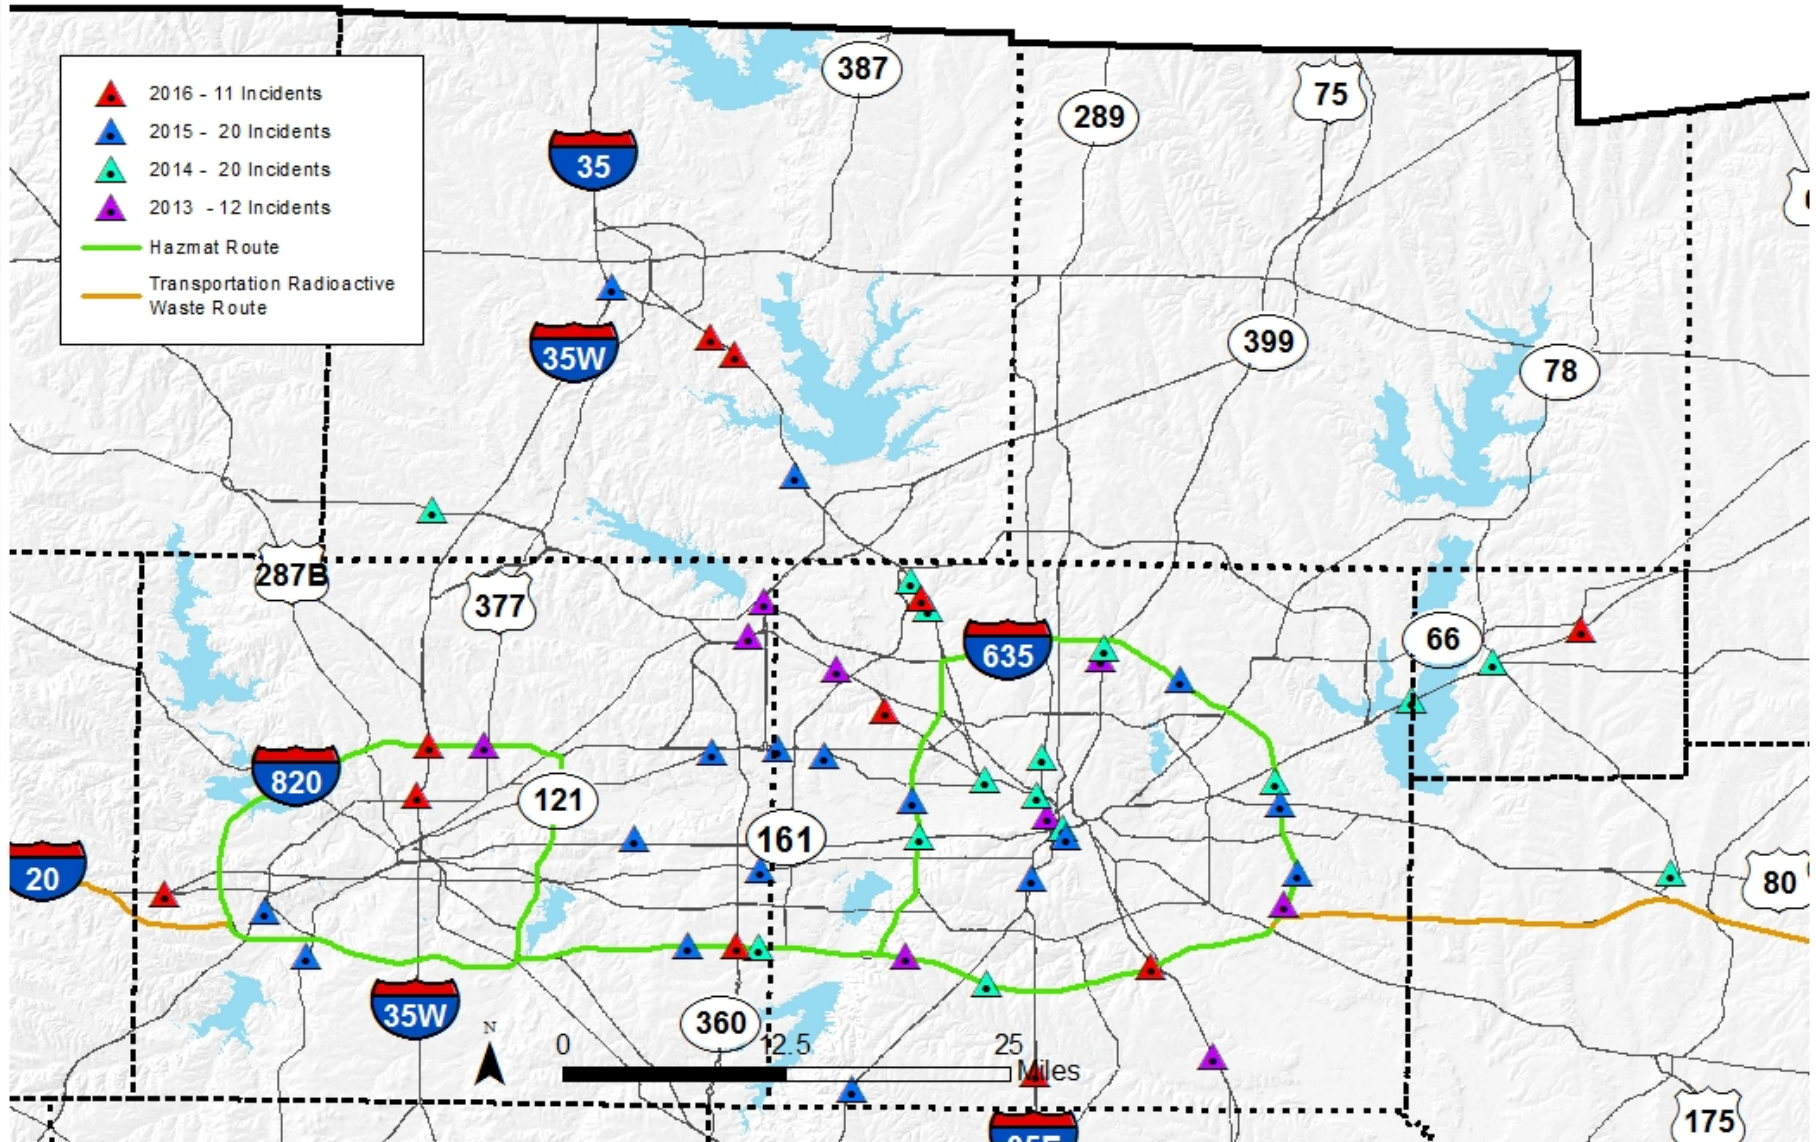 387
75
289
2016 - 11 Incidents
2015 - 20 Incidents
2014 - 20 Incidents
2013 - 12 Incidents
Hazmat Route
Transportation Radioactive
Waste Route
35
35W
399
78
287B
377
635
66
820
121
161
20
80
35W
360
N
0
12.5
25
Miles
175
35E